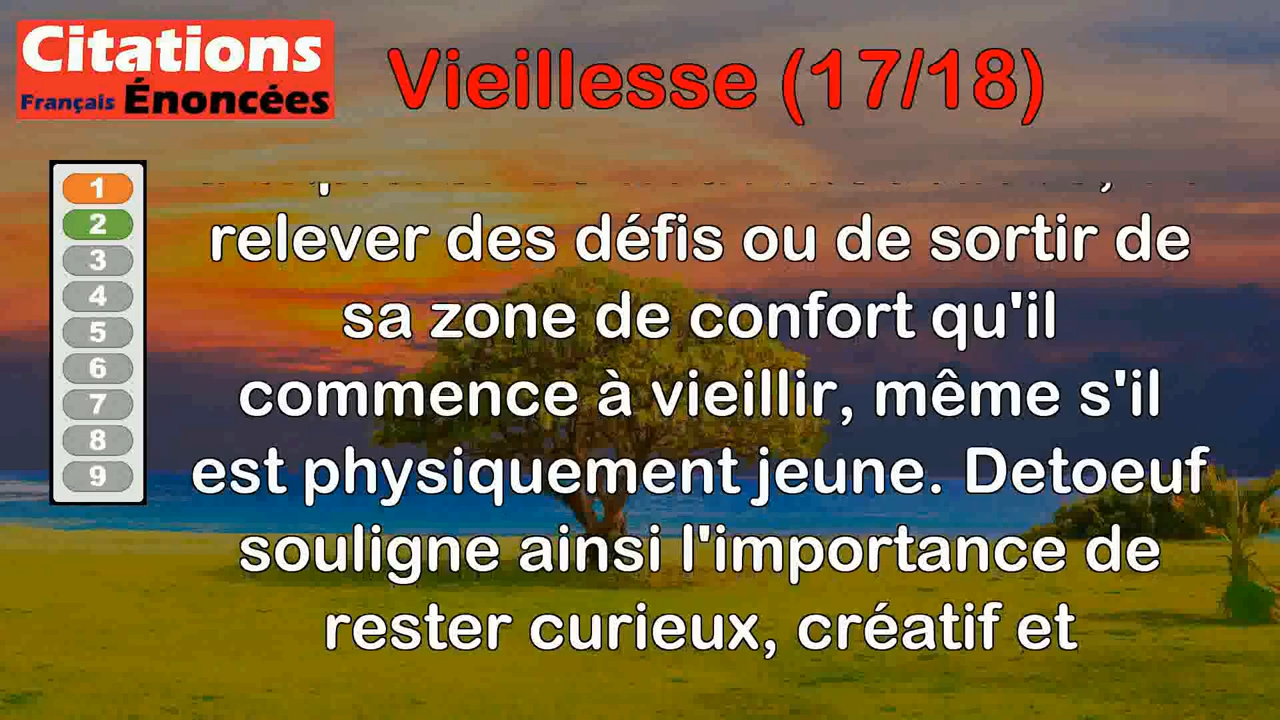 Citations
Français Énoncées
Vieillesse (17/18)
1
2
3
4
5
6
7
8
9
relever des défis ou de sortir de
sa zone de confort qu'il
commence à vieillir, même s'il
est physiquement jeune. Detoeuf
souligne ainsi l'importance de
rester curieux, créatif et